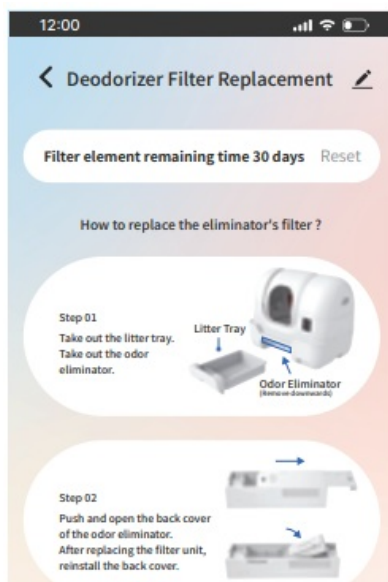 12:00
Deodorizer Filter Replacement
Filter element remaining time 30 days Reset
How to replace the eliminator's filter ?
Step 01
Take out the litter tray.
Take out the odor
eliminator.
Litter Tray
Odor Eliminator
(Remove downwards)
Step 02
Push and open the back cover
of the odor eliminator.
After replacing the filter unit,
reinstall the back cover.